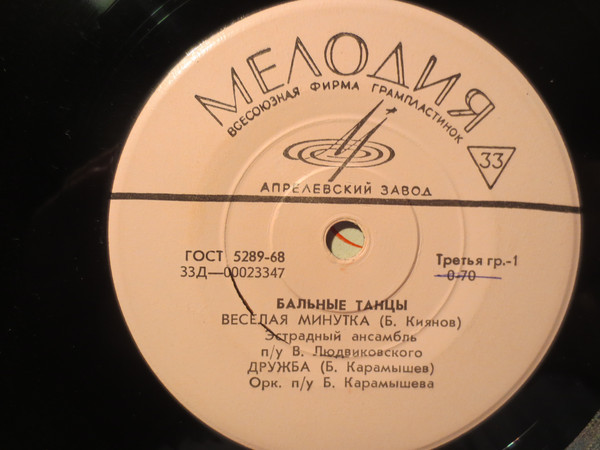 МЕЛОДИЯ
ВСЕСОЮЗНАЯ ФИРМА ГРАМПЛАСТИНОК
33
АПРЕЛЕВСКИЙ ЗАВОД
ГОСТ 5289-68
33Д—00023347
Третья гр.-1
0-70
БАЛЬНЫЕ ТАНЦЫ
ВЕСЕЛАЯ МИНУТКА (Б. Киянов)
Эстрадный ансамбль
п/у В. Людвиковского
ДРУЖБА (Б. Карамышев)
Орк. п/у Б. Карамышева